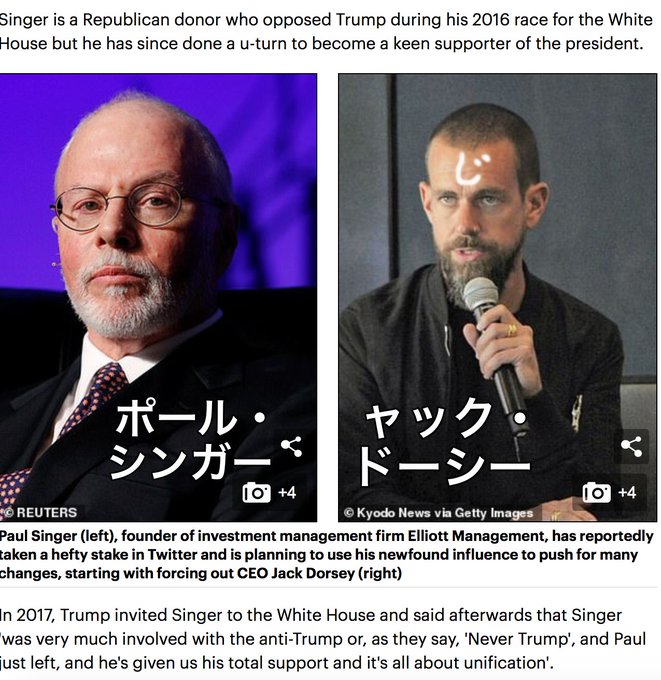 Singer is a Republican donor who opposed Trump during his 2016 race for the White
House but he has since done a u-turn to become a keen supporter of the president.
じ
ポール・
シンガー
+4
© REUTERS
ャック・
ドーシー
+4
© Kyodo News via Getty Images
Paul Singer (left), founder of investment management firm Elliott Management, has reportedly
taken a hefty stake in Twitter and is planning to use his newfound influence to push for many
changes, starting with forcing out CEO Jack Dorsey (right)
In 2017, Trump invited Singer to the White House and said afterwards that Singer
'was very much involved with the anti-Trump or, as they say, 'Never Trump', and Paul
just left, and he's given us his total support and it's all about unification'.